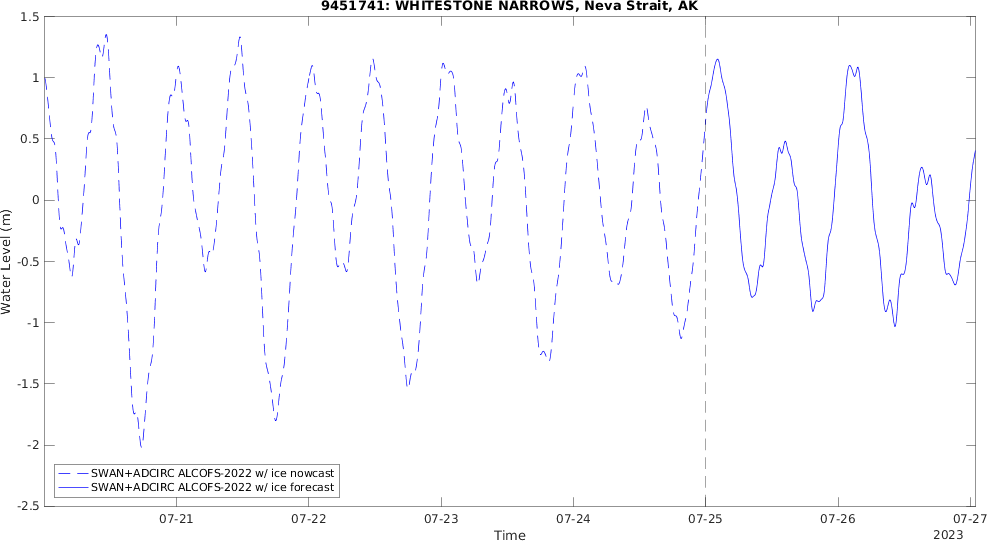 9451741: WHITESTONE NARROWS, Neva Strait, AK
Water Level (m)
1.5
1
0.5
0
-0.5
-1
-1.5
-2
-2.5
SWAN+ADCIRC ALCOFS-2022 w/ ice nowcast
SWAN+ADCIRC ALCOFS-2022 w/ ice forecast
07-21 07-22 07-23 07-24 07-25 07-26 07-27
Time
2023